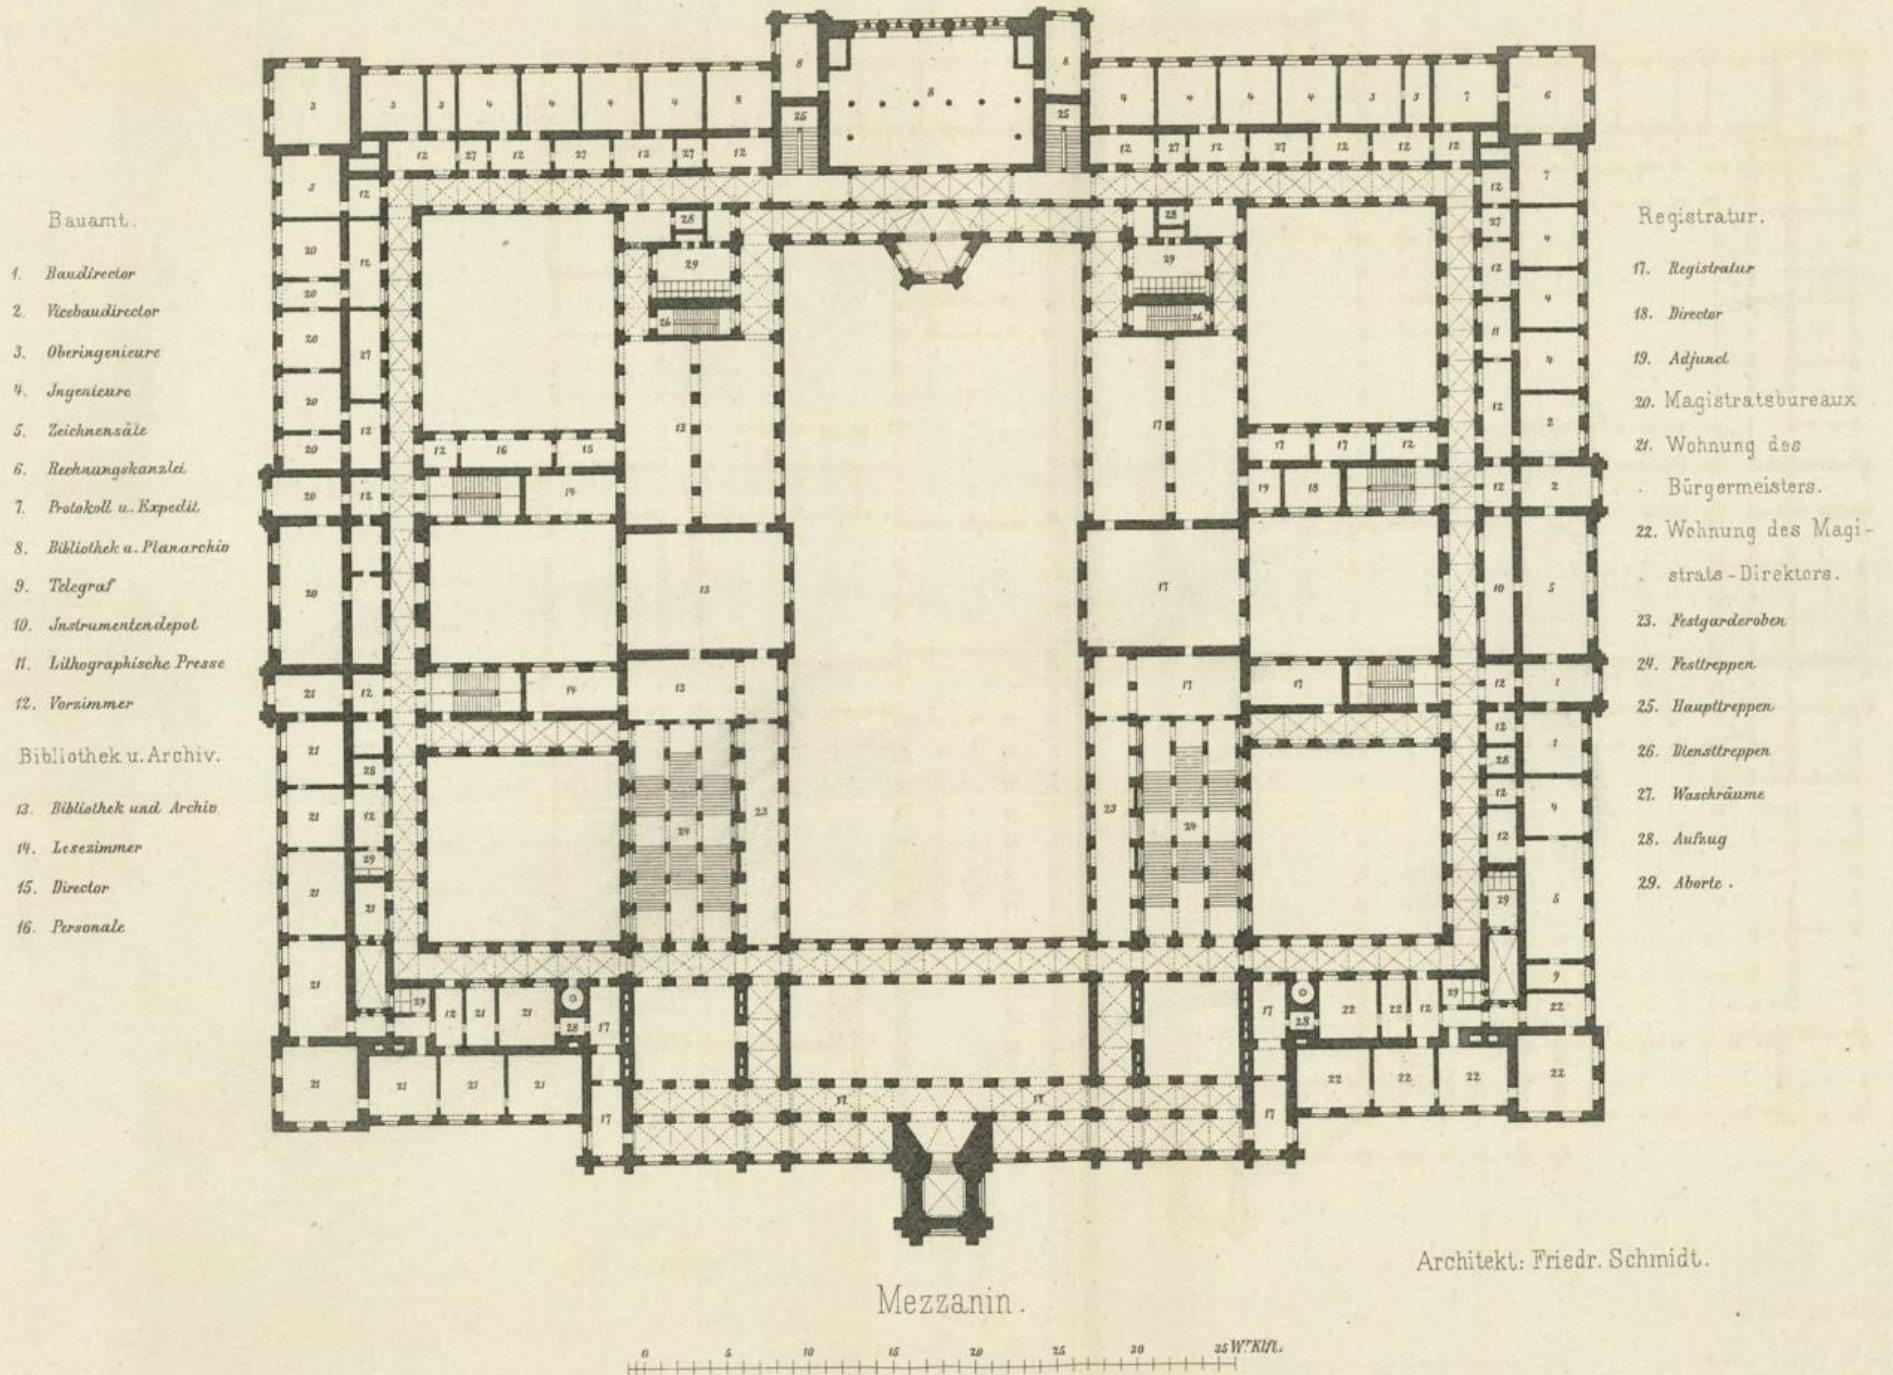 Bauamt.
1. Baudirector
2. Vicebaudirector
3. Oberingenieure
4. Jngenieure
5. Zeichnensäle
6. Rechnungskanzlei
7. Protokoll u. Expedit
8. Bibliothek u. Planarchiv
9. Telegraf
10. Instrumentendepot
11. Lithographische Presse
12. Vorzimmer
Bibliothek u. Archiv.
13. Bibliothek und Archiv
14. Lesezimmer
15. Director
16. Personale
Registratur.
17. Registratur
18. Director
19. Adjunct
20. Magistratsbureaux
21. Wohnung des
Bürgermeisters.
22. Wohnung des Magi-
strats-Direktors.
23. Festgarderoben
24. Festtreppen
25. Haupttreppen
26. Diensttreppen
27. Waschräume
28. Aufzug
29. Aborte.
Architekt: Friedr. Schmidt.
Mezzanin.
0 5 10 15 20 25 30 35 Wr. Klft.